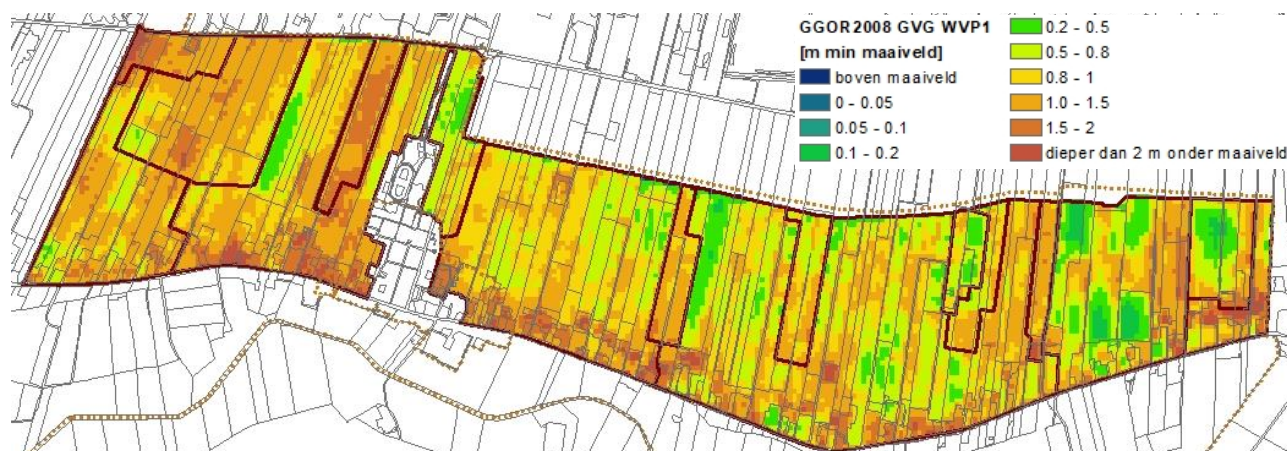 GGOR2008 GVG WVP1
[m min maaiveld]
boven maaiveld
0 - 0.05
0.05 - 0.1
0.1 - 0.2
0.2 - 0.5
0.5 - 0.8
0.8 - 1
1.0 - 1.5
1.5 - 2
dieper dan 2 m onder maaiveld